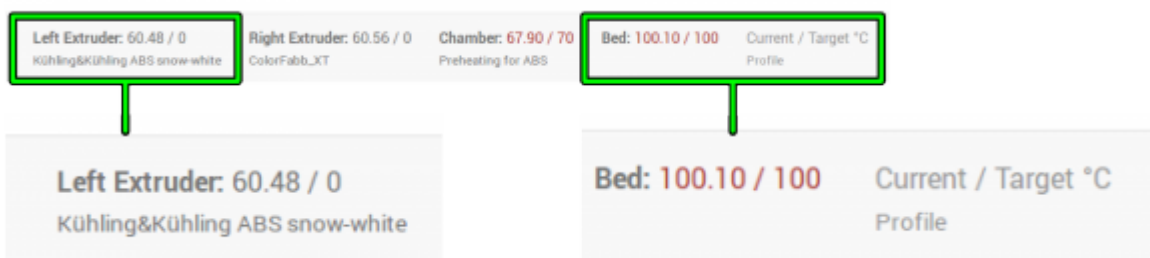 Left Extruder: 60.48 / 0 Right Extruder: 60.56 / 0 Chamber: 67.90 / 70 Bed: 100.10 / 100 Current / Target °C
Kühling&Kühling ABS snow-white ColorFabb_XT Preheating for ABS Profile
Left Extruder: 60.48 / 0
Kühling&Kühling ABS snow-white
Bed: 100.10 / 100 Current / Target °C
Profile